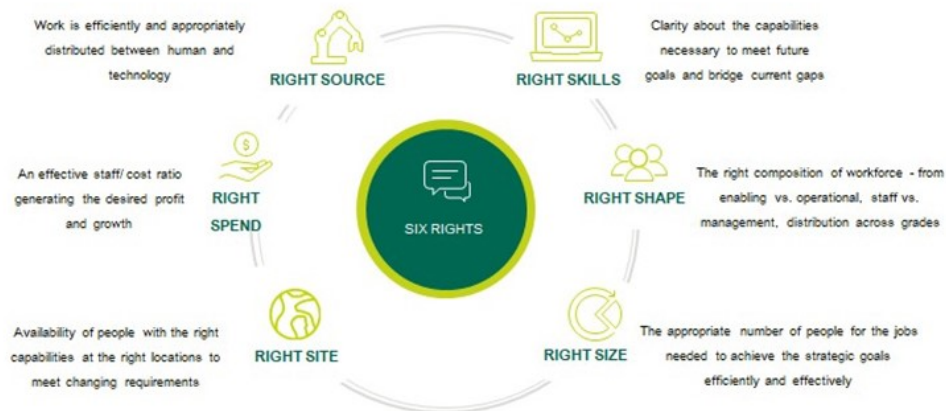 Work is efficiently and appropriately
distributed between human and
technology
RIGHT SOURCE
RIGHT SKILLS
Clarity about the capabilities
necessary to meet future
goals and bridge current gaps
An effective staff/ cost ratio
generating the desired profit
and growth
$
RIGHT
SPEND
SIX RIGHTS
RIGHT SHAPE
The right composition of workforce - from
enabling vs. operational, staff vs.
management, distribution across grades
Availability of people with the right
capabilities at the right locations to
meet changing requirements
RIGHT SITE
RIGHT SIZE
The appropriate number of people for the jobs
needed to achieve the strategic goals
efficiently and effectively